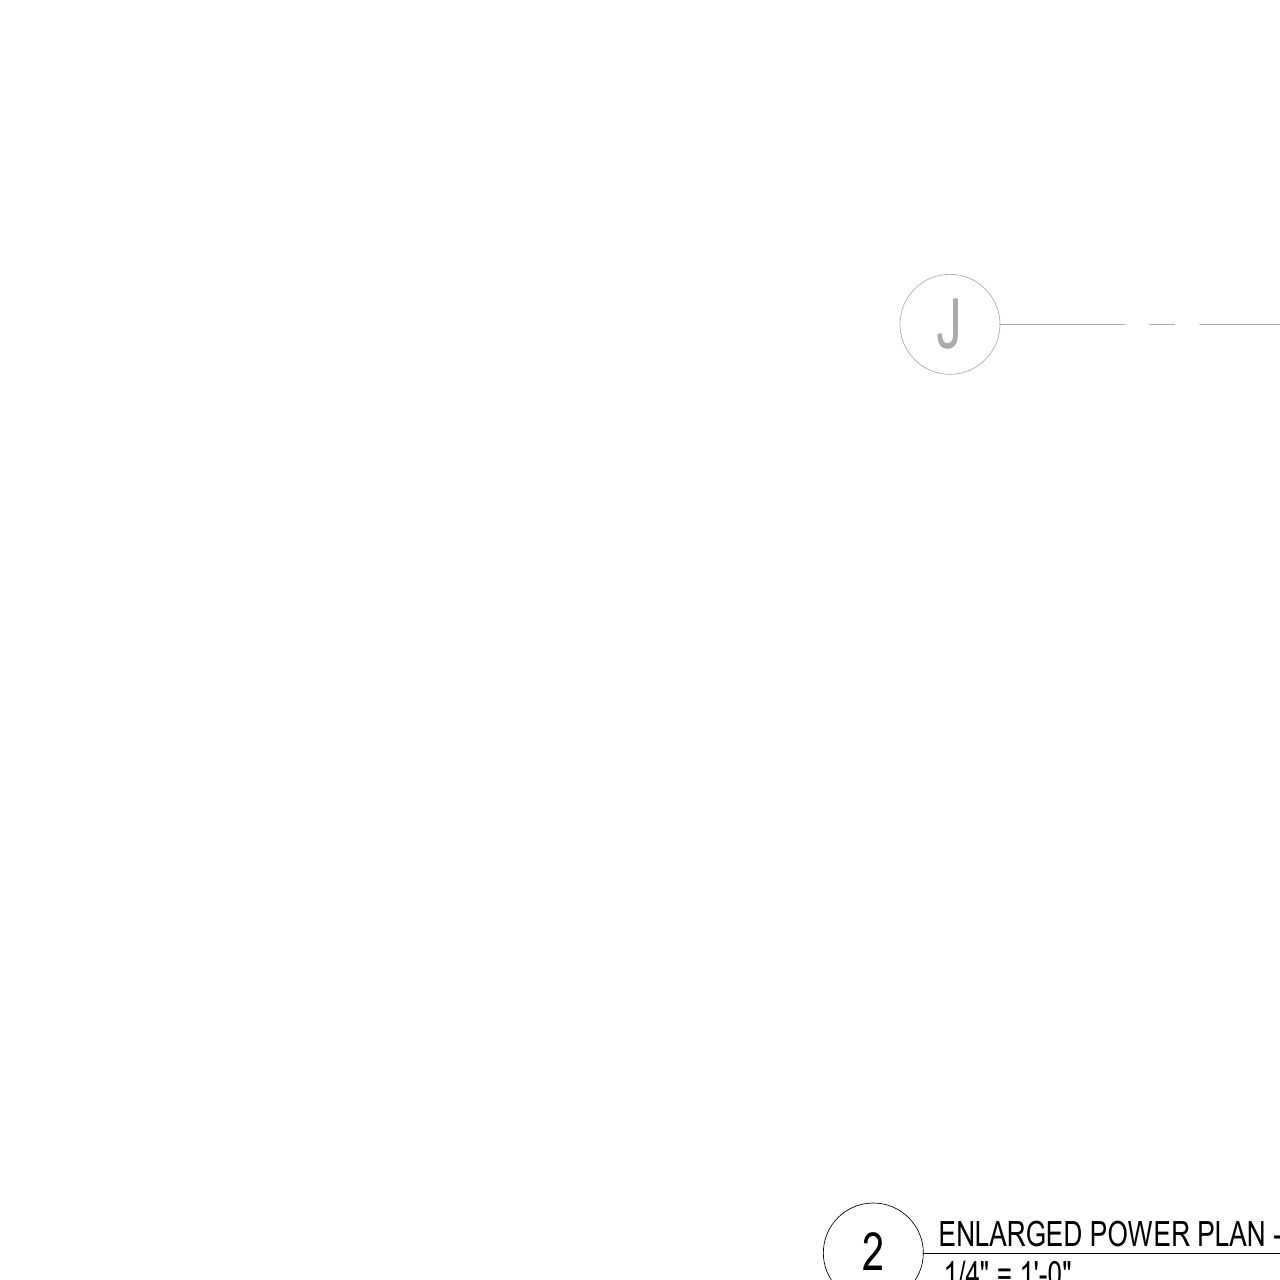 J
2
ENLARGED POWER PLAN -
1/4" = 1'-0"